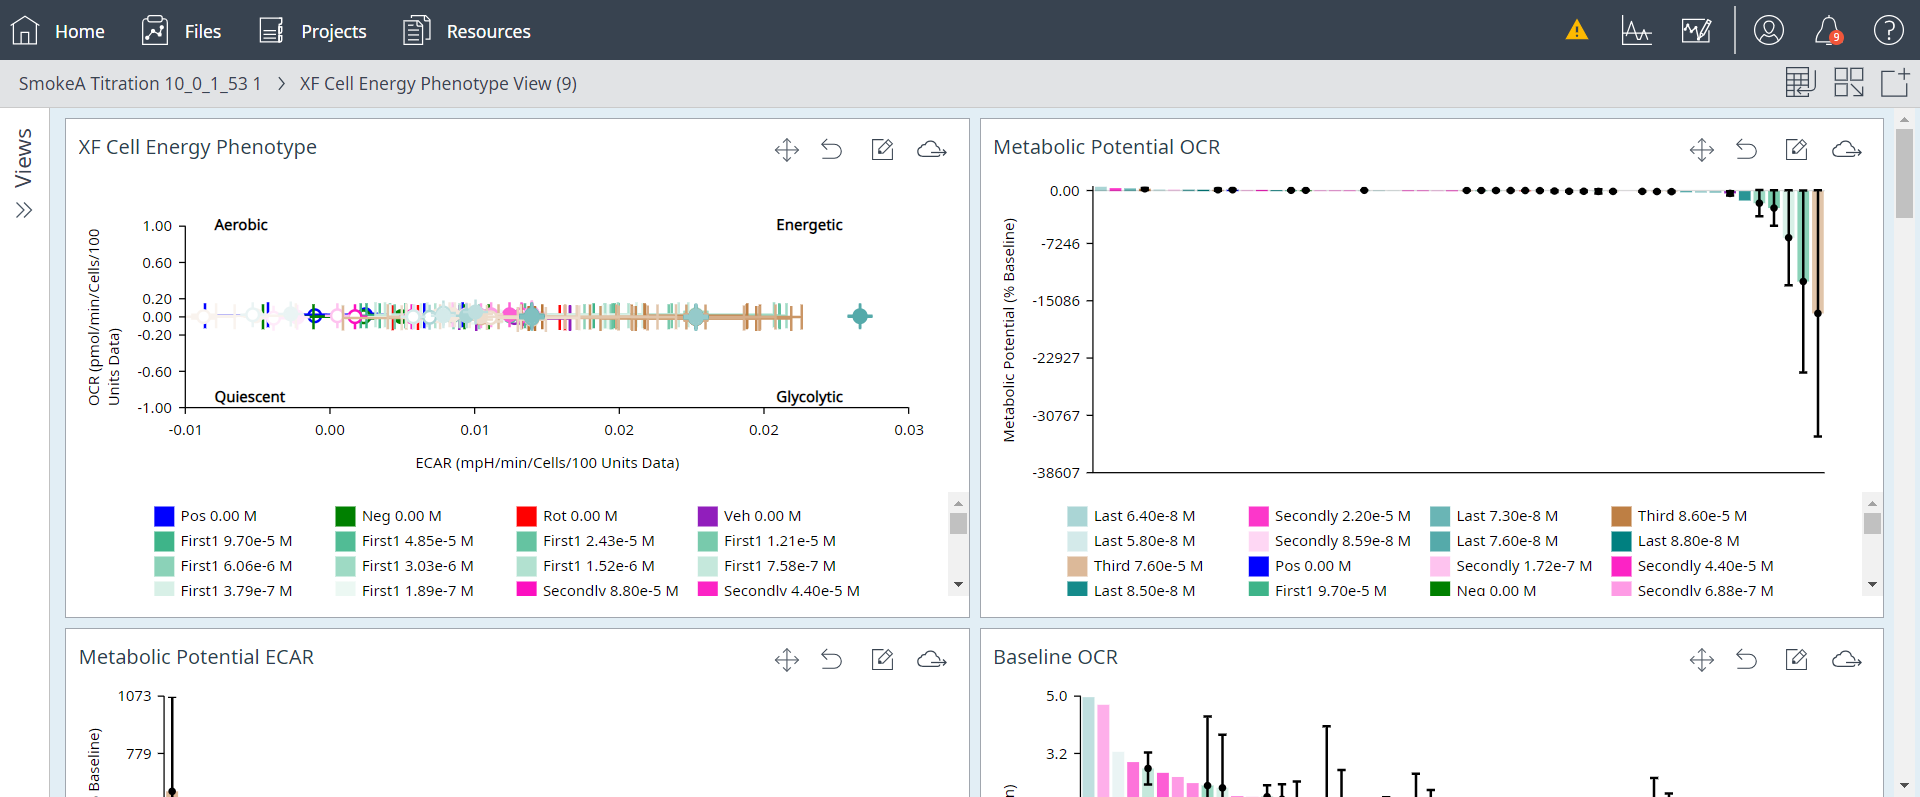 Home
Files
Projects
Resources
9
SmokeA Titration 10_0_1_53 1 > XF Cell Energy Phenotype View (9)
Views
XF Cell Energy Phenotype
OCR (pmol/min/Cells/100
Units Data)
1.00
0.60
0.20
0.00
-0.20
-0.60
-1.00
Aerobic
Energetic
Quiescent
Glycolytic
-0.01
0.00
0.01
0.02
0.02
0.03
ECAR (mpH/min/Cells/100 Units Data)
Pos 0.00 M
Neg 0.00 M
Rot 0.00 M
Veh 0.00 M
First1 9.70e-5 M
First1 4.85e-5 M
First1 2.43e-5 M
First1 1.21e-5 M
First1 6.06e-6 M
First1 3.03e-6 M
First1 1.52e-6 M
First1 7.58e-7 M
First1 3.79e-7 M
First1 1.89e-7 M
Secondly 8.80e-5 M
Secondly 4.40e-5 M
Metabolic Potential OCR
Metabolic Potential (% Baseline)
0.00
-7246
-15086
-22927
-30767
-38607
Last 6.40e-8 M
Secondly 2.20e-5 M
Last 7.30e-8 M
Third 8.60e-5 M
Last 5.80e-8 M
Secondly 8.59e-8 M
Last 7.60e-8 M
Last 8.80e-8 M
Third 7.60e-5 M
Pos 0.00 M
Secondly 1.72e-7 M
Secondly 4.40e-5 M
Last 8.50e-8 M
First1 9.70e-5 M
Neg 0.00 M
Secondly 6.88e-7 M
Metabolic Potential ECAR
Baseline)
1073
779
Baseline OCR
5.0
3.2